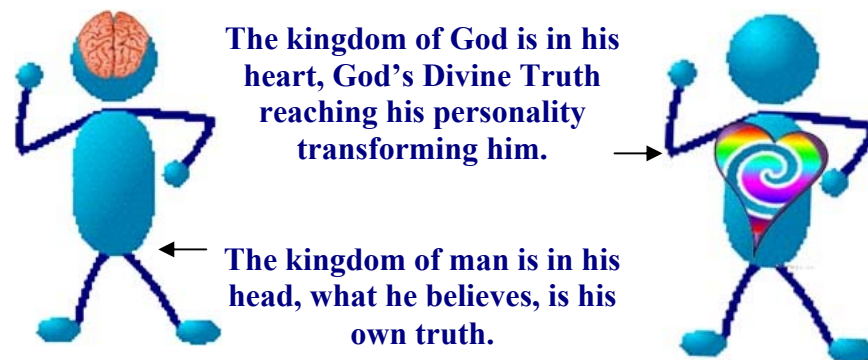 The kingdom of God is in his
heart, God’s Divine Truth
reaching his personality
transforming him.
The kingdom of man is in his
head, what he believes, is his
own truth.